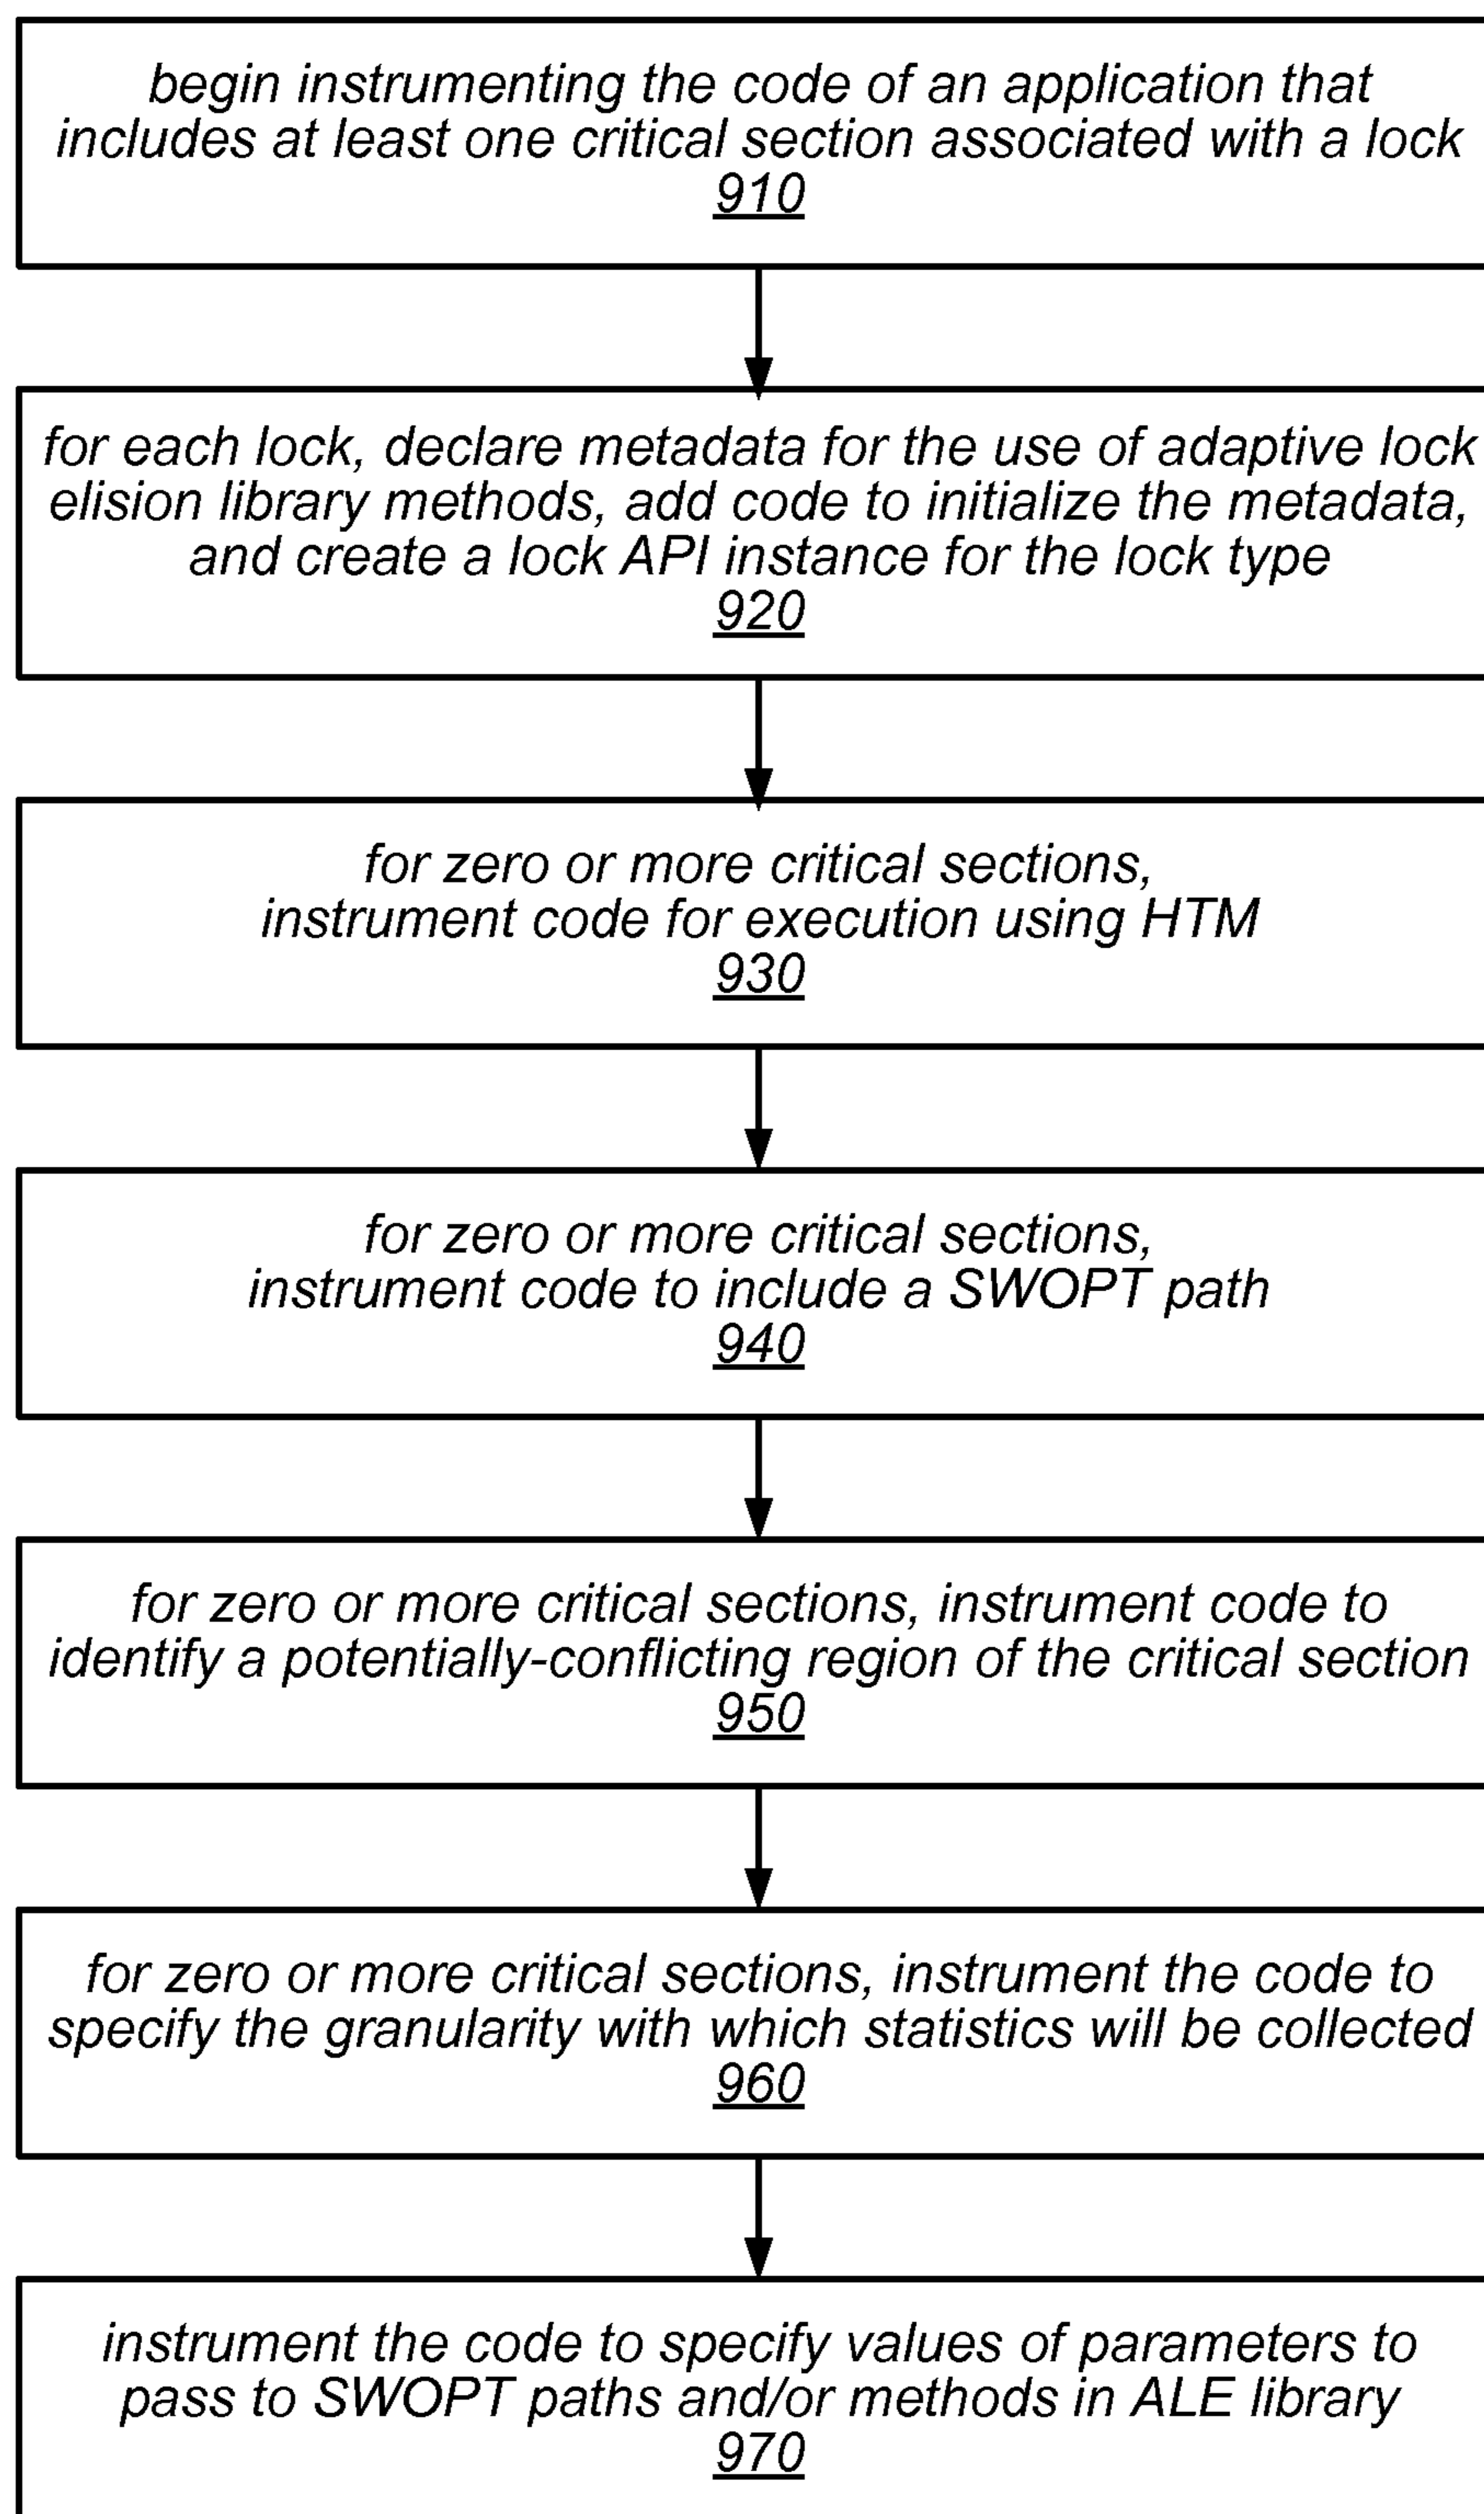 begin instrumenting the code of an application that
includes at least one critical section associated with a lock
910
for each lock, declare metadata for the use of adaptive lock
elision library methods, add code to initialize the metadata,
and create a lock API instance for the lock type
920
for zero or more critical sections,
instrument code for execution using HTM
930
for zero or more critical sections,
instrument code to include a SWOPT path
940
for zero or more critical sections, instrument code to
identify a potentially-conflicting region of the critical section
950
for zero or more critical sections, instrument the code to
specify the granularity with which statistics will be collected
960
instrument the code to specify values of parameters to
pass to SWOPT paths and/or methods in ALE library
970